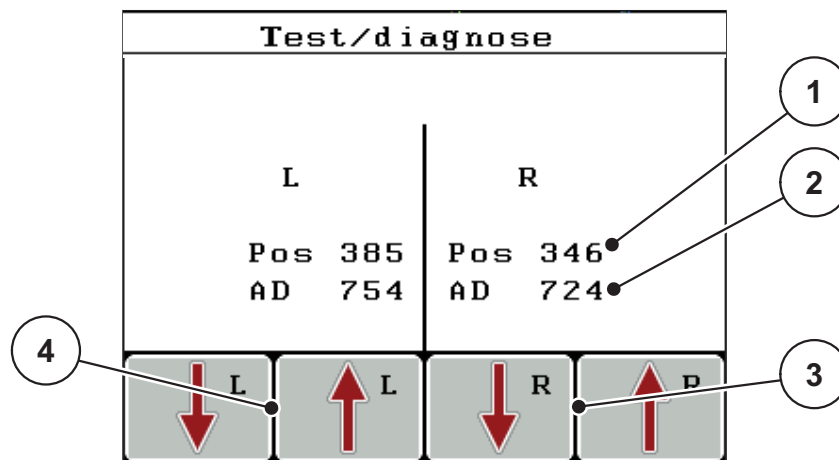 Test/diagnose
1
2
L R
Pos 385 Pos 346
AD 754 AD 724
4
3
L L R R